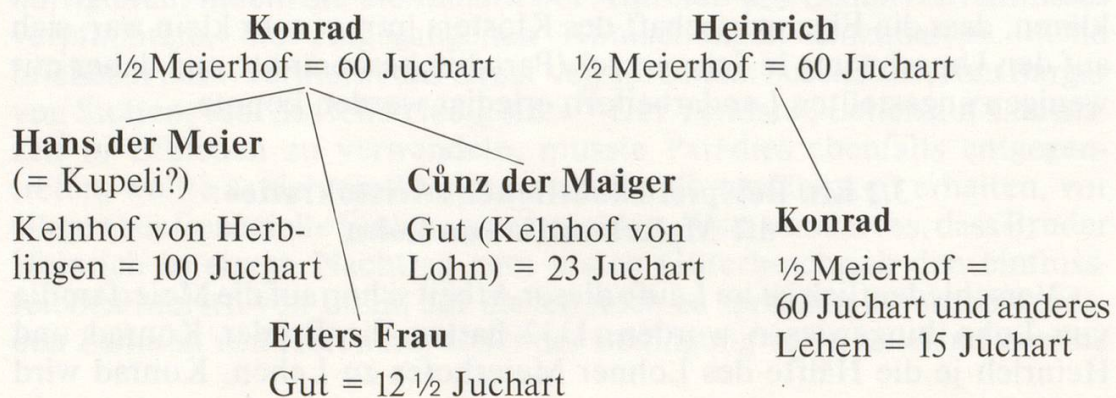 Konrad
½ Meierhof = 60 Juchart
Heinrich
½ Meierhof = 60 Juchart
Hans der Meier
(= Kupeli?)
Kelnhof von Herb-
lingen = 100 Juchart
Cůnz der Maiger
Gut (Kelnhof von
Lohn) = 23 Juchart
Konrad
½ Meierhof =
60 Juchart und anderes
Lehen = 15 Juchart
Etters Frau
Gut = 12 ½ Juchart